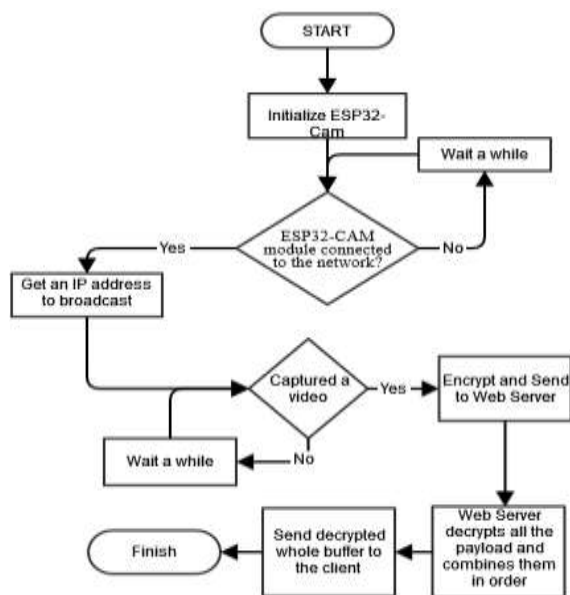 START
Initialize ESP32-
Cam
Wait a while
ESP32-CAM
module connected
to the network?
Yes
No
Get an IP address
to broadcast
Captured a
video
Yes
Encrypt and Send
to Web Server
No
Wait a while
Web Server
decrypts all the
payload and
combines them
in order
Send decrypted
whole buffer to
the client
Finish